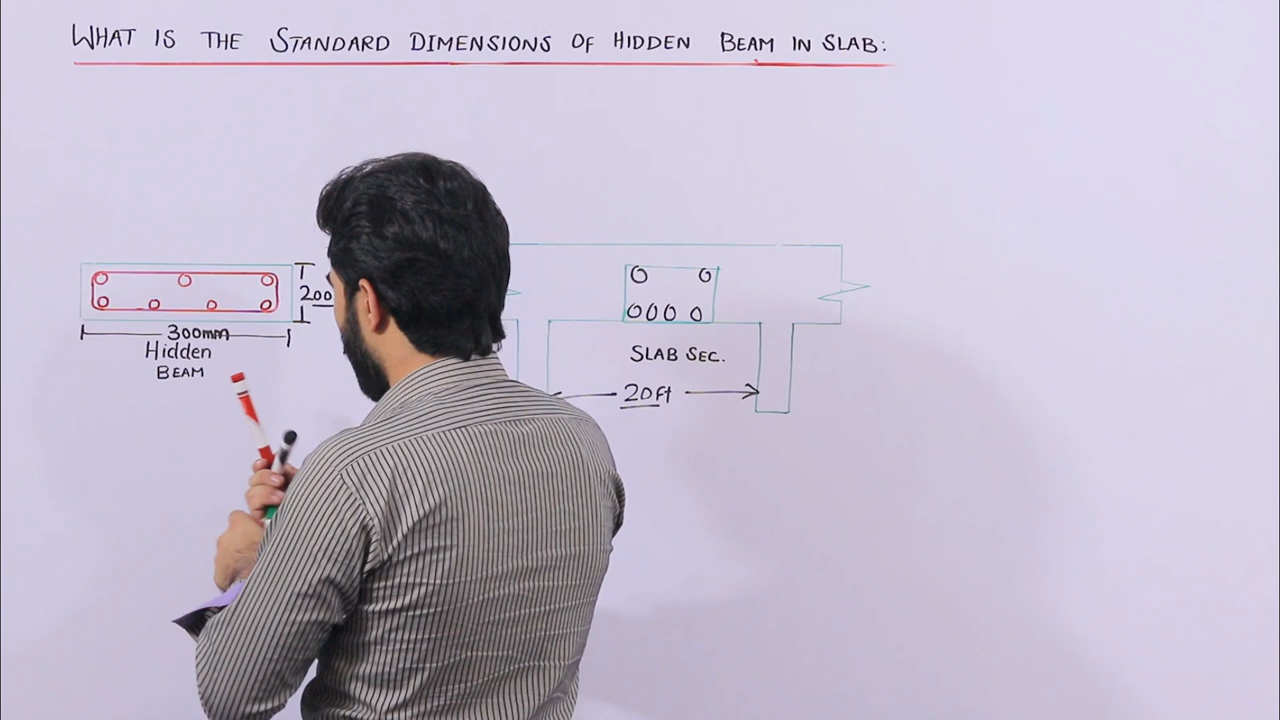 WHAT IS THE STANDARD DIMENSIONS OF HIDDEN BEAM IN SLAB:
200
300mm
Hidden
BEAM
SLAB SEC.
20ft